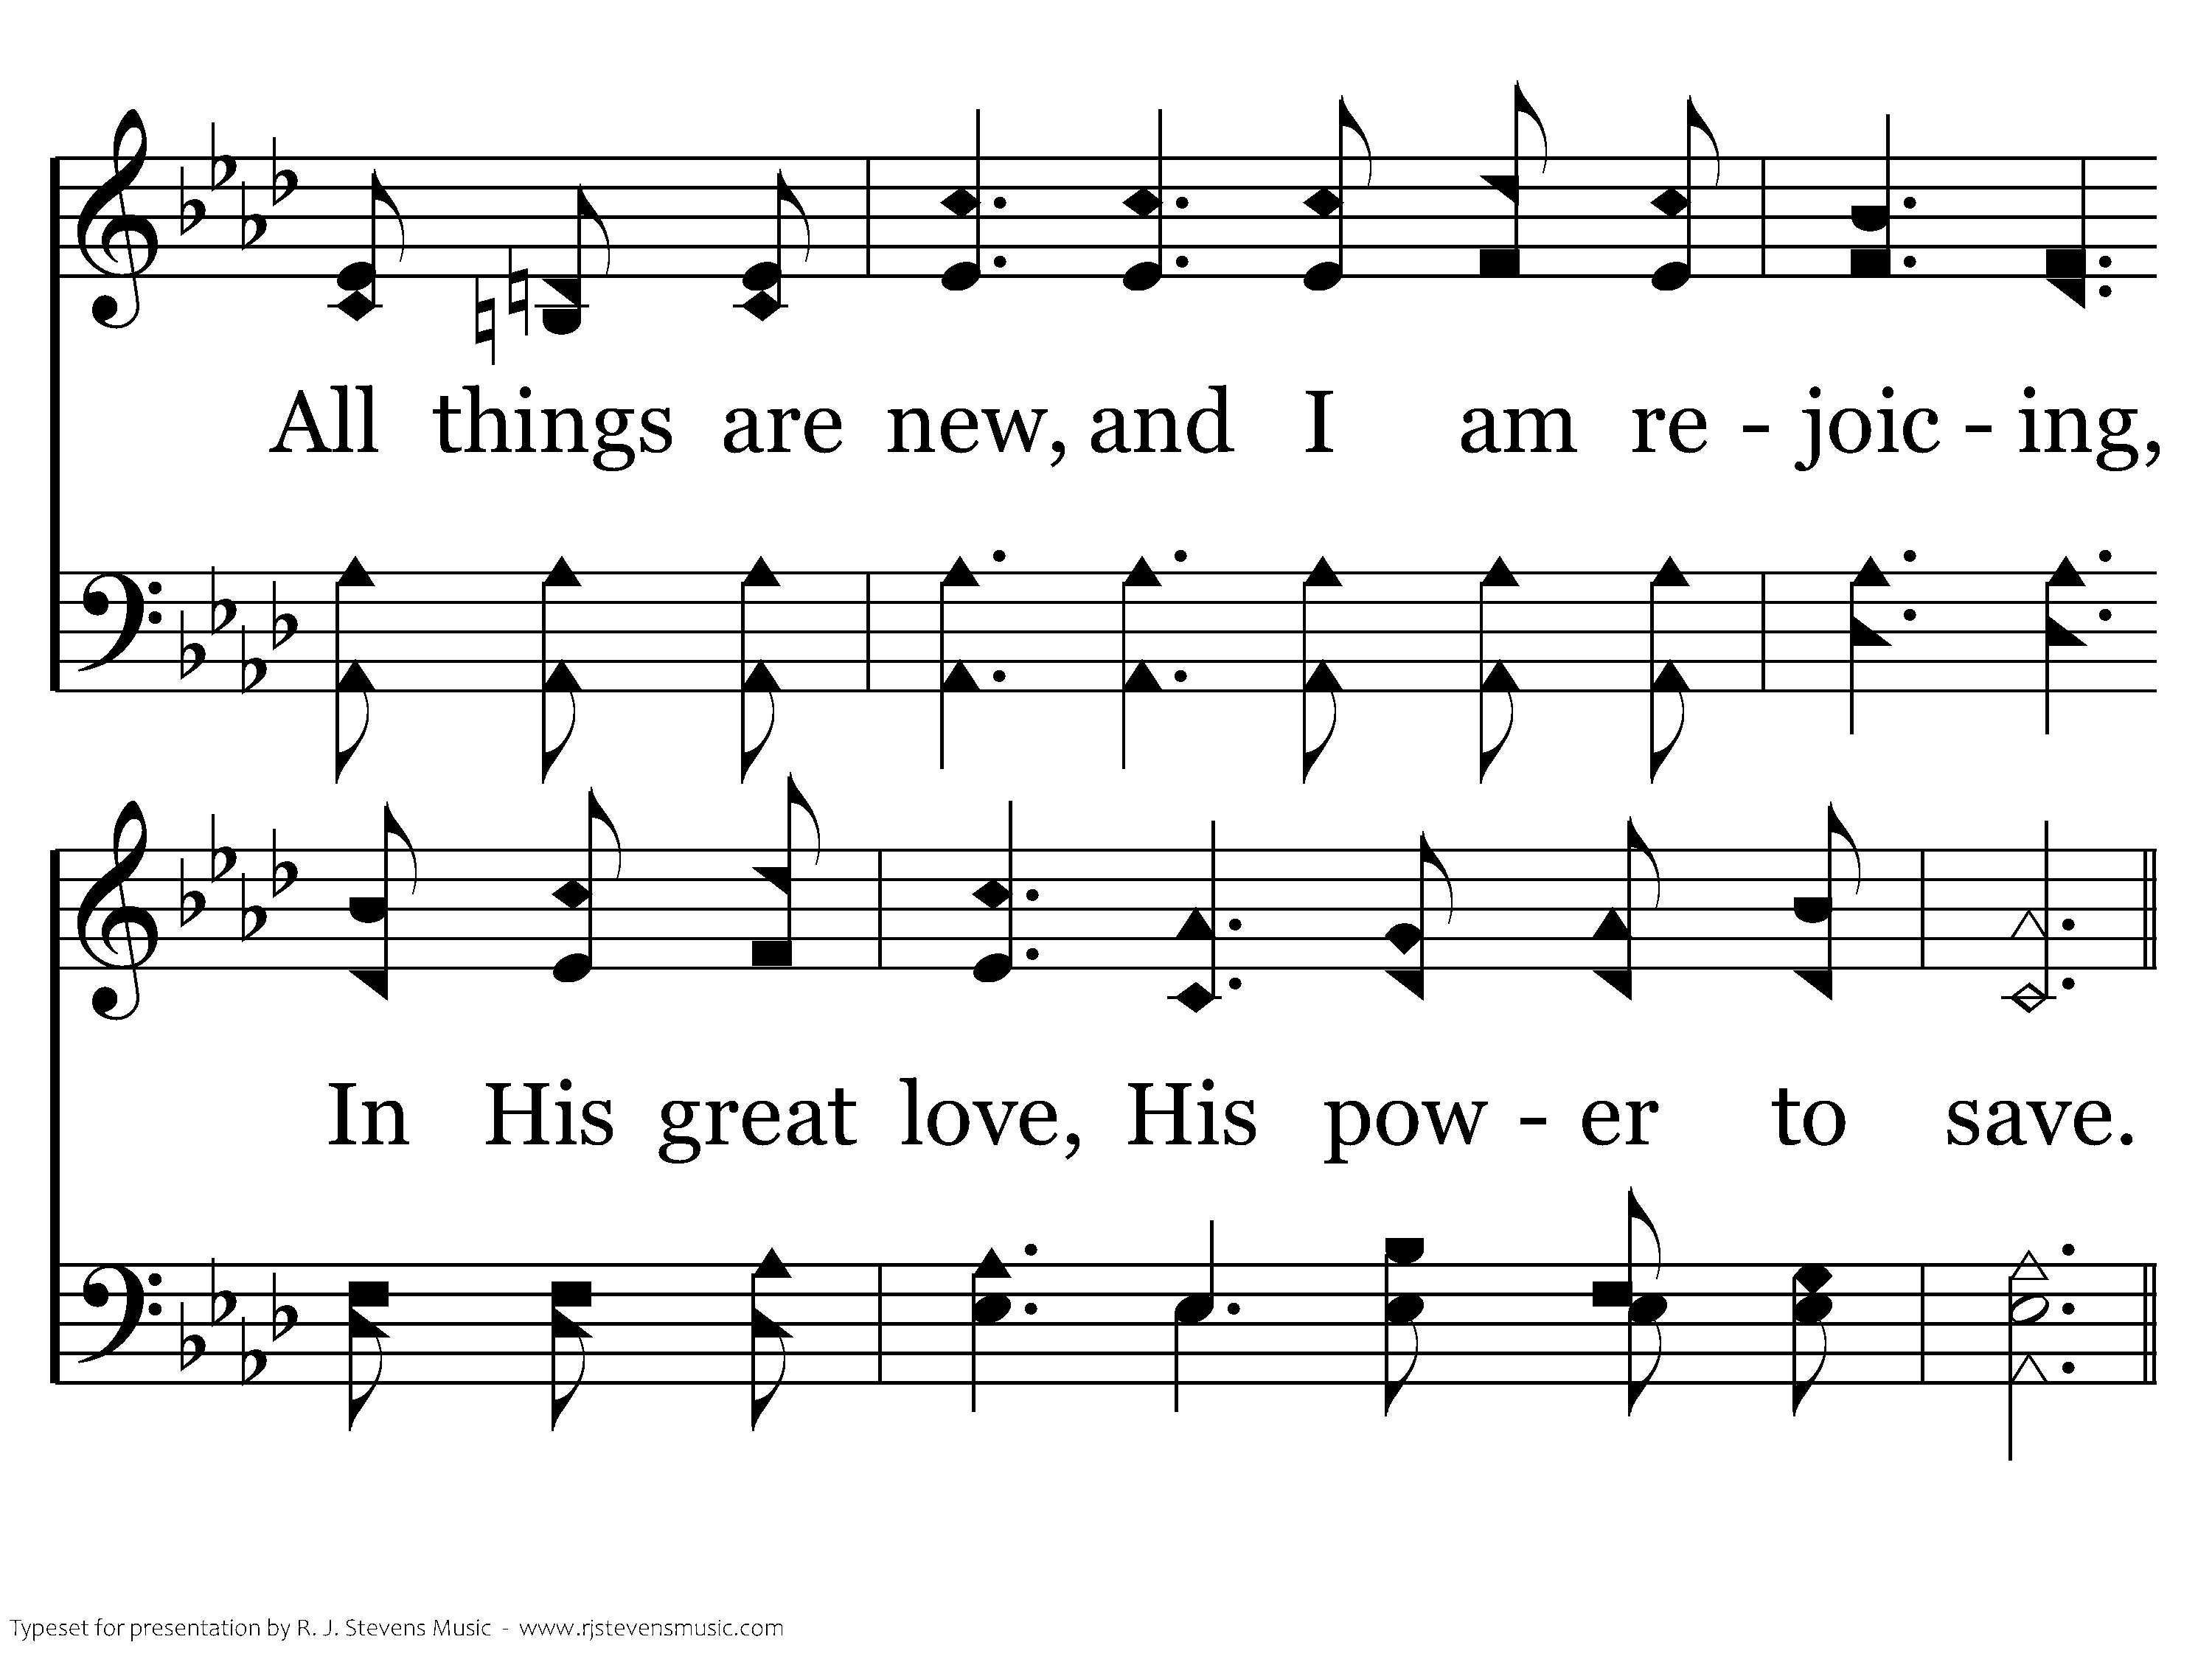 All things are new, and I am re - joic - ing,
In His great love, His pow - er to save.
Typeset for presentation by R. J. Stevens Music - www.rjstevensmusic.com